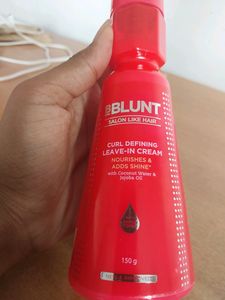 BBLUNT
SALON LIKE HAIR
CURL DEFINING
LEAVE-IN CREAM
NOURISHES &
ADDS SHINE*
with Coconut Water &
Jojoba Oil
150 g